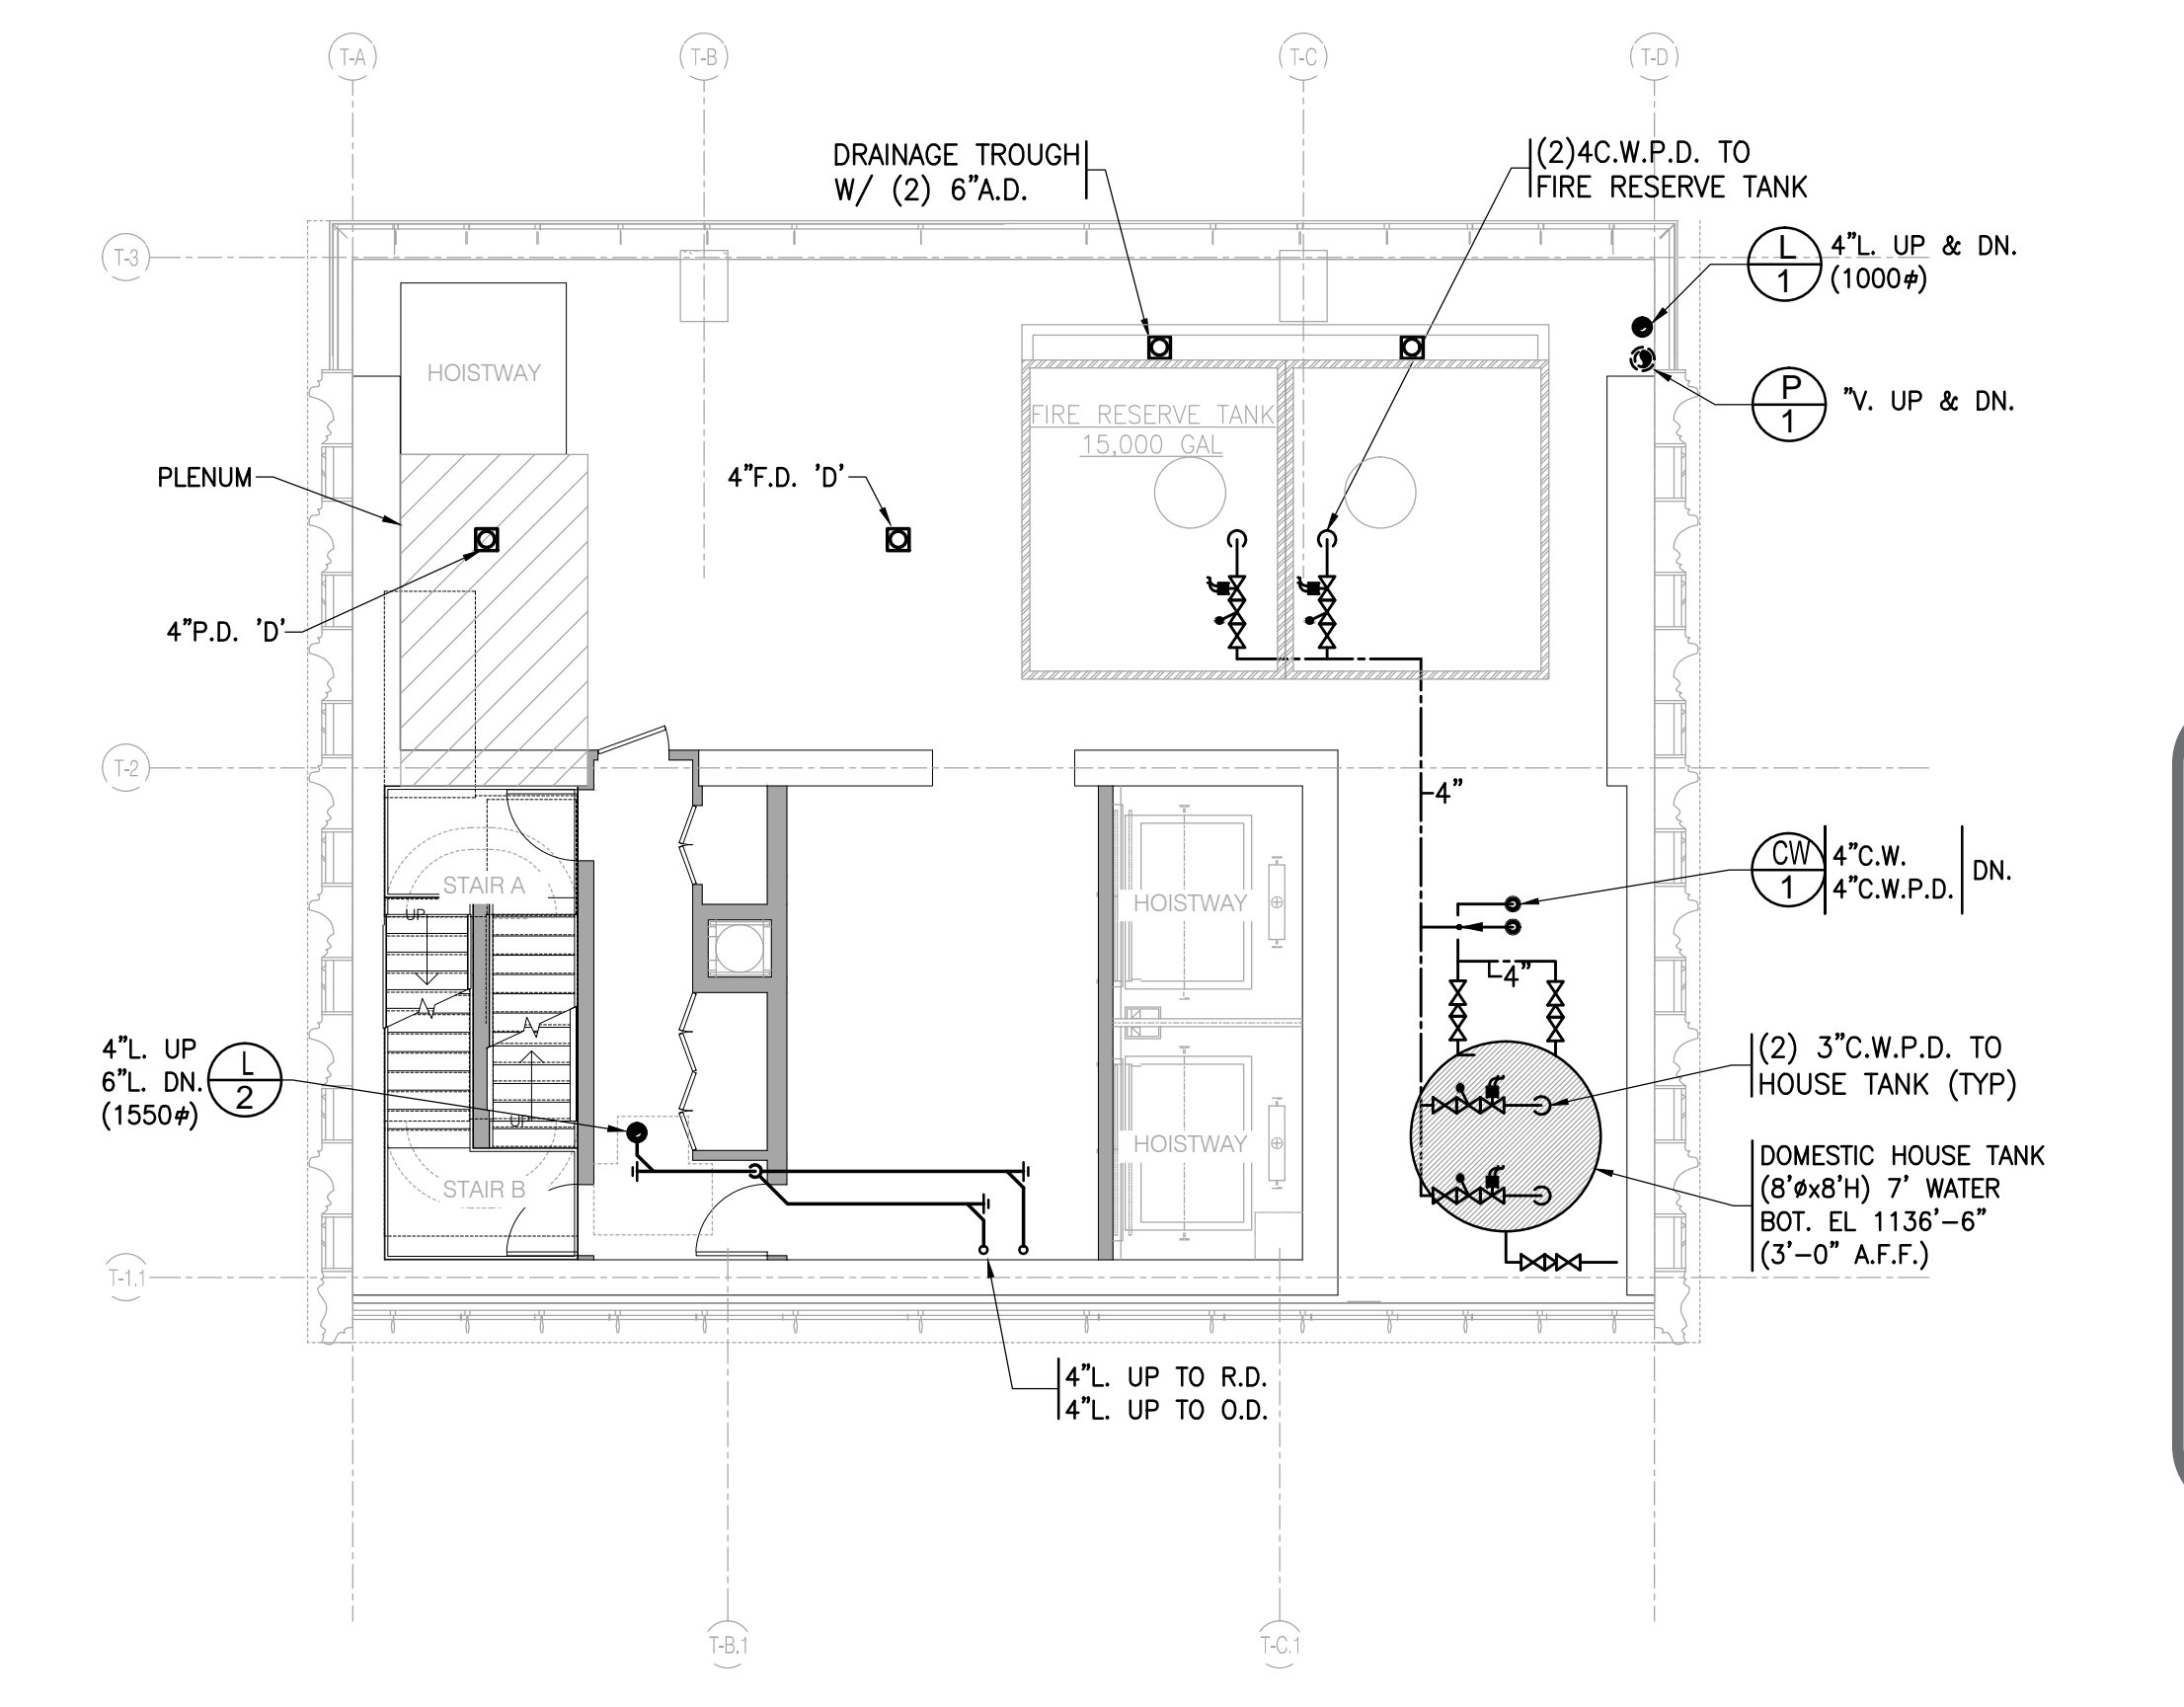 T-A
T-B
T-C
T-D
DRAINAGE TROUGH
W/ (2) 6"A.D.
(2)4C.W.P.D. TO
FIRE RESERVE TANK
T-3
L
1
4"L. UP & DN.
(1000#)
HOISTWAY
P
1
"V. UP & DN.
FIRE RESERVE TANK
15,000 GAL
PLENUM
4"F.D. 'D'
4"P.D. 'D'
T-2
4"
STAIR A
UP
HOISTWAY
CW
1
4"C.W.
4"C.W.P.D.
DN.
4"
4"L. UP
6"L. DN.
(1550#)
L
2
(2) 3"C.W.P.D. TO
HOUSE TANK (TYP)
UP
HOISTWAY
STAIR B
DOMESTIC HOUSE TANK
(8'øx8'H) 7' WATER
BOT. EL 1136'-6"
(3'-0" A.F.F.)
T-1.1
4"L. UP TO R.D.
4"L. UP TO O.D.
T-B.1
T-C.1